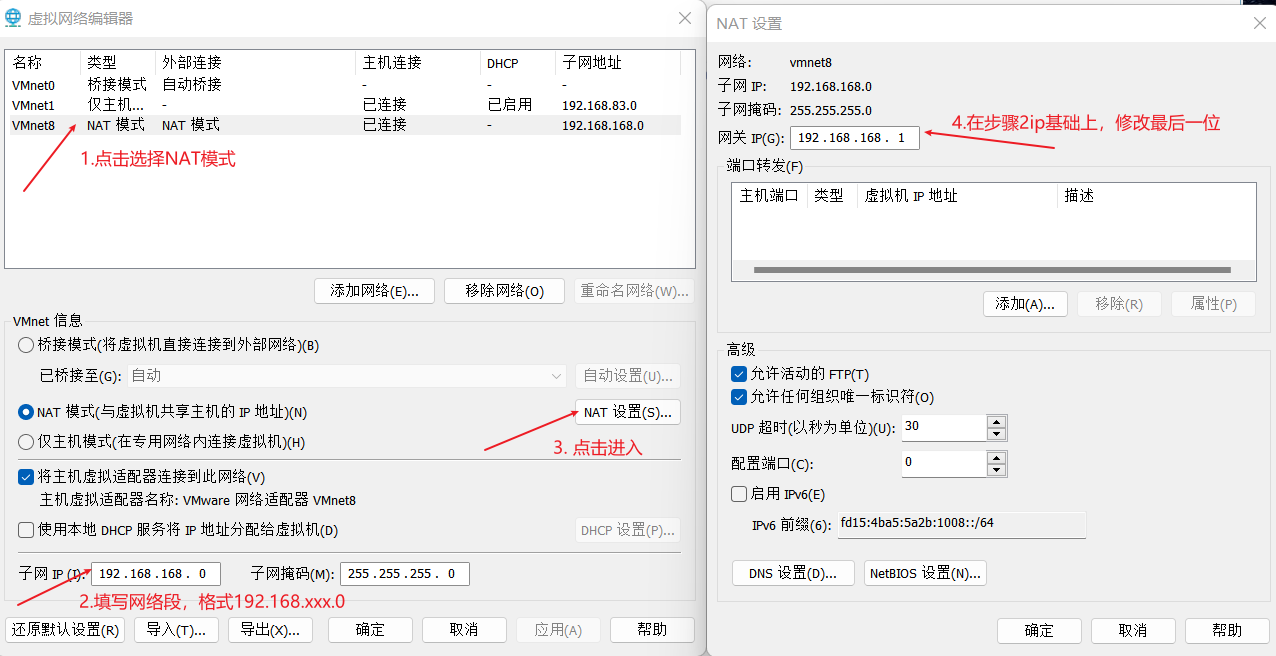 虚拟网络编辑器
名称 类型 外部连接 主机连接 DHCP 子网地址
VMnet0 桥接模式 自动桥接 - - -
VMnet1 仅主机... - 已连接 已启用 192.168.83.0
VMnet8 NAT 模式 NAT 模式 已连接 - 192.168.168.0
1.点击选择NAT模式
添加网络(E)... 移除网络(O) 重命名网络(W)...
VMnet 信息
桥接模式(将虚拟机直接连接到外部网络)(B)
已桥接至(G): 自动 自动设置(U)...
NAT 模式(与虚拟机共享主机的 IP 地址)(N) NAT 设置(S)...
仅主机模式(在专用网络内连接虚拟机)(H)
3. 点击进入
将主机虚拟适配器连接到此网络(V)
主机虚拟适配器名称: VMware 网络适配器 VMnet8
使用本地 DHCP 服务将 IP 地址分配给虚拟机(D) DHCP 设置(P)...
子网 IP (I): 192.168.168. 0 子网掩码(M): 255.255.255. 0
2.填写网络段，格式192.168.xxx.0
还原默认设置(R) 导入(T)... 导出(X)... 确定 取消 应用(A) 帮助
NAT 设置
网络: vmnet8
子网 IP: 192.168.168.0
子网掩码: 255.255.255.0
网关 IP(G): 192.168.168. 1
4.在步骤2ip基础上，修改最后一位
端口转发(F)
主机端口 类型 虚拟机 IP 地址 描述
添加(A)... 移除(R) 属性(P)
高级
允许活动的 FTP(T)
允许任何组织唯一标识符(O)
UDP 超时(以秒为单位)(U): 30
配置端口(C): 0
启用 IPv6(E)
IPv6 前缀(6): fd15:4ba5:5a2b:1008::/64
DNS 设置(D)... NetBIOS 设置(N)...
确定 取消 帮助